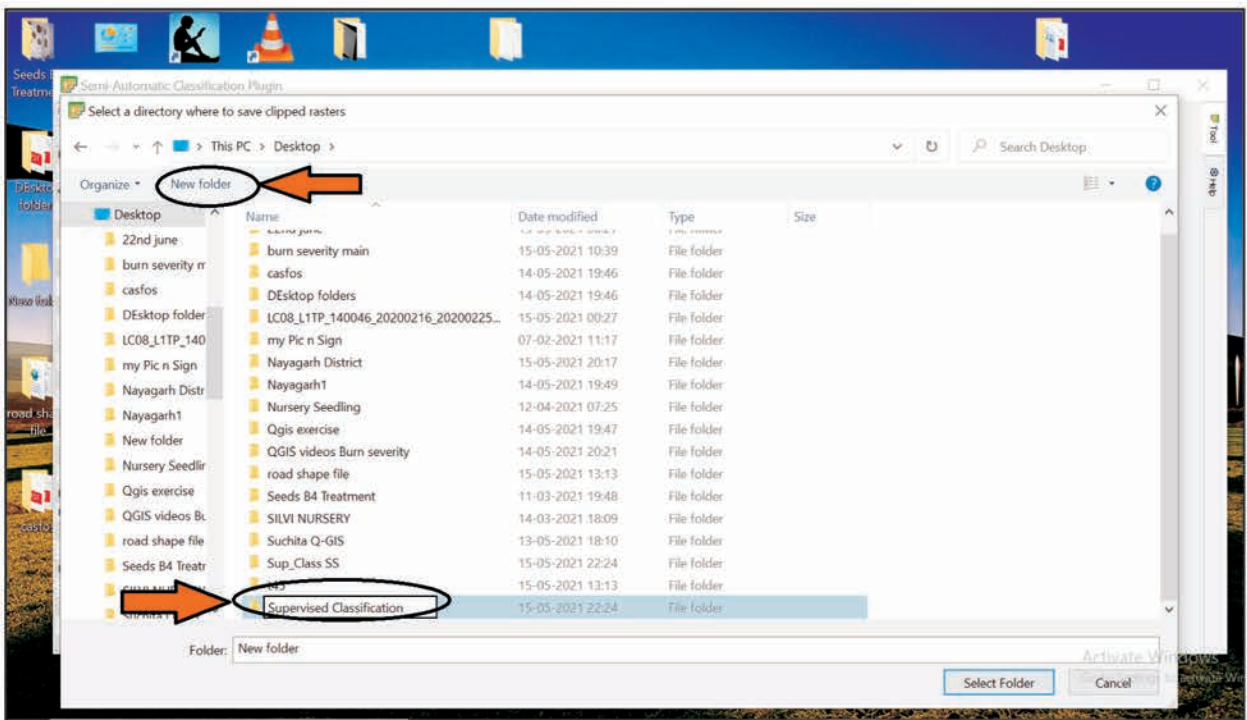 Seeds
Treatme
DEskto
folder
road sha
file
casfo
Semi-Automatic Classification Plugin
Select a directory where to save clipped rasters
This PC > Desktop >
Search Desktop
Organize
New folder
Tool
Help
Name
Date modified
Type
Size
Desktop
22nd june
burn severity m
casfos
DEsktop folder
LC08_L1TP_140
my Pic n Sign
Nayagarh Distr
Nayagarh1
New folder
Nursery Seedlin
Qgis exercise
QGIS videos Bu
road shape file
Seeds B4 Treatr
burn severity main 15-05-2021 10:39 File folder
casfos 14-05-2021 19:46 File folder
DEsktop folders 14-05-2021 19:46 File folder
LC08_L1TP_140046_20200216_20200225... 15-05-2021 00:27 File folder
my Pic n Sign 07-02-2021 11:17 File folder
Nayagarh District 15-05-2021 20:17 File folder
Nayagarh1 14-05-2021 19:49 File folder
Nursery Seedling 12-04-2021 07:25 File folder
Qgis exercise 14-05-2021 19:47 File folder
QGIS videos Burn severity 14-05-2021 20:21 File folder
road shape file 15-05-2021 13:13 File folder
Seeds B4 Treatment 11-03-2021 19:48 File folder
SILVI NURSERY 14-03-2021 18:09 File folder
Suchita Q-GIS 13-05-2021 18:10 File folder
Sup_Class SS 15-05-2021 22:24 File folder
t45 15-05-2021 13:13 File folder
Supervised Classification 15-05-2021 22:24 File folder
Folder: New folder
Activate Windows
Select Folder
Cancel